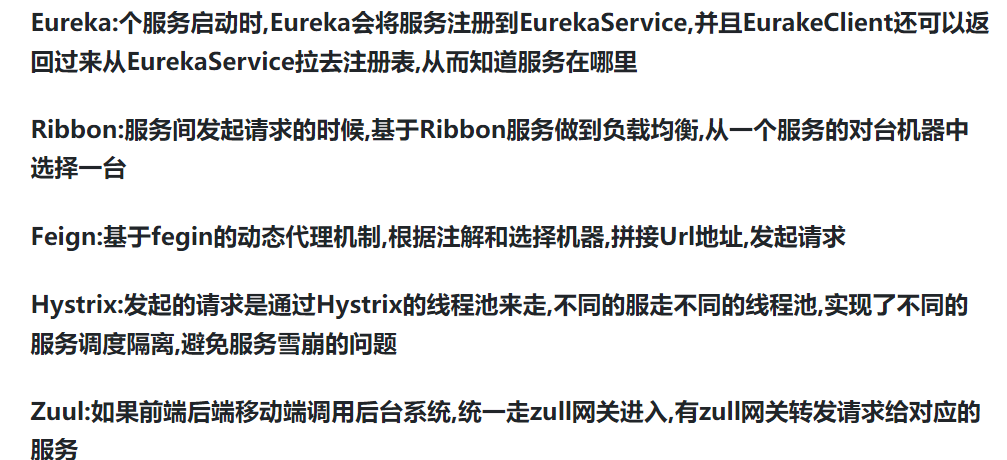 Eureka:个服务启动时,Eureka会将服务注册到EurekaService,并且EurakeClient还可以返
回过来从EurekaService拉去注册表,从而知道服务在哪里
Ribbon:服务间发起请求的时候,基于Ribbon服务做到负载均衡,从一个服务的对台机器中
选择一台
Feign:基于fegin的动态代理机制,根据注解和选择机器,拼接Url地址,发起请求
Hystrix:发起的请求是通过Hystrix的线程池来走,不同的服走不同的线程池,实现了不同的
服务调度隔离,避免服务雪崩的问题
Zuul:如果前端后端移动端调用后台系统,统一走zull网关进入,有zull网关转发请求给对应的
服务